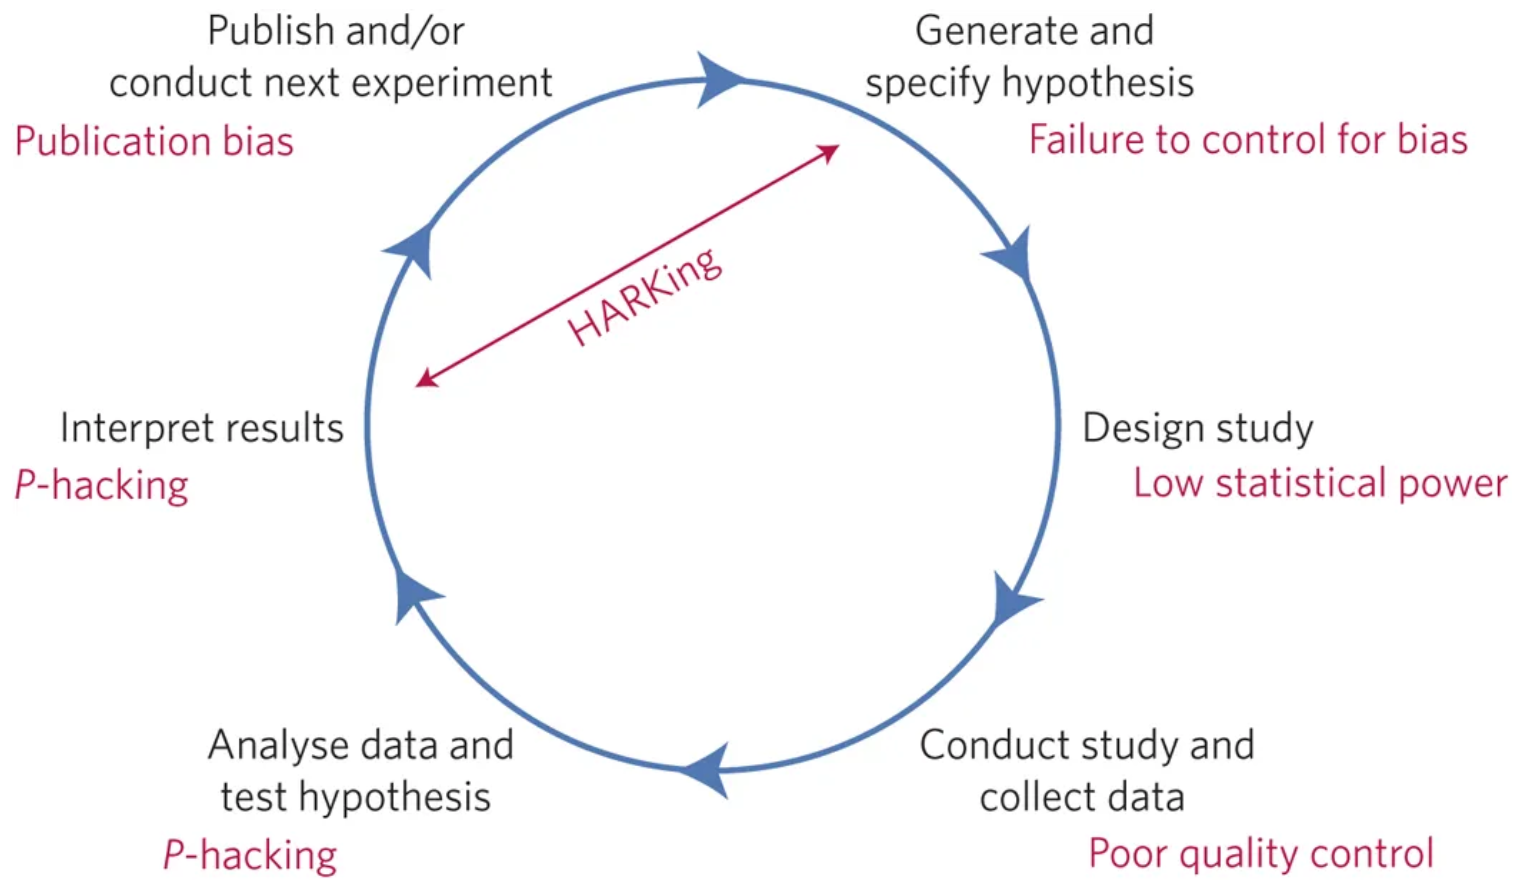 Publish and/or
conduct next experiment
Publication bias
Generate and
specify hypothesis
Failure to control for bias
HARKing
Interpret results
P-hacking
Design study
Low statistical power
Analyse data and
test hypothesis
P-hacking
Conduct study and
collect data
Poor quality control